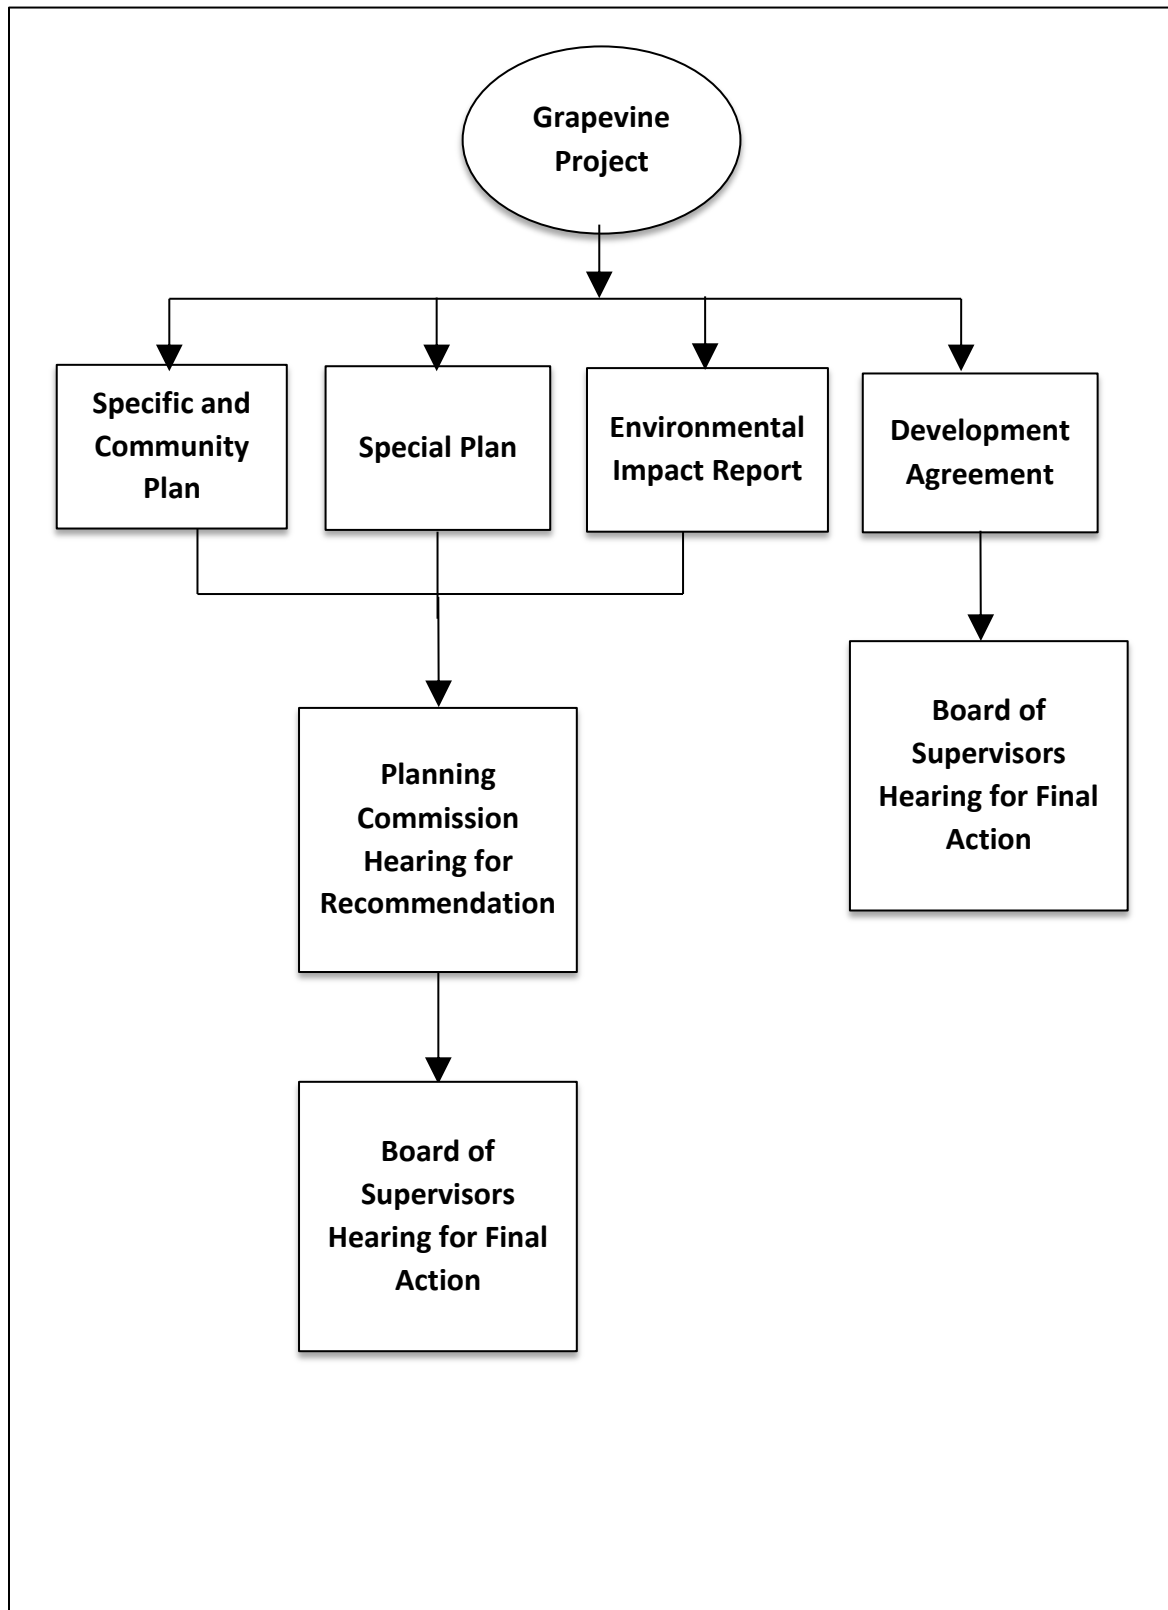 Grapevine
Project
Specific and
Community
Plan
Special Plan
Environmental
Impact Report
Development
Agreement
Planning
Commission
Hearing for
Recommendation
Board of
Supervisors
Hearing for Final
Action
Board of
Supervisors
Hearing for Final
Action